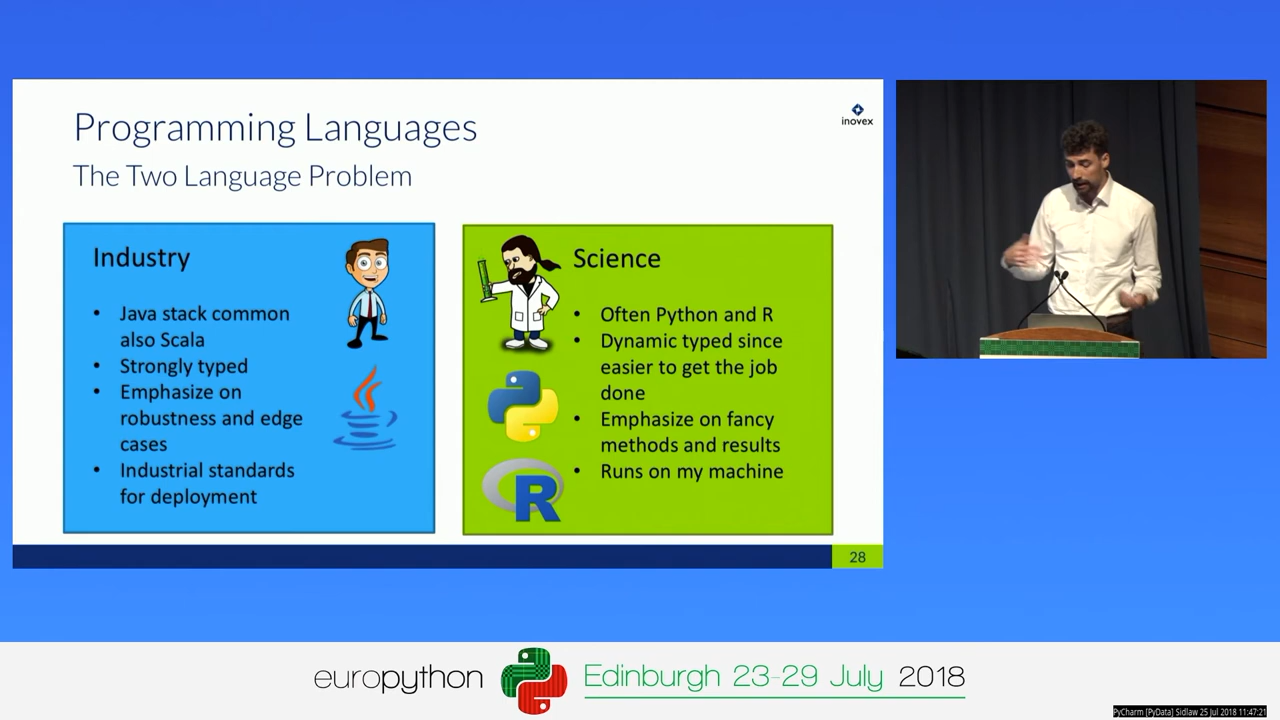 Programming Languages
The Two Language Problem
inovex
Industry
• Java stack common
also Scala
• Strongly typed
• Emphasize on
robustness and edge
cases
• Industrial standards
for deployment
Science
• Often Python and R
• Dynamic typed since
easier to get the job
done
• Emphasize on fancy
methods and results
• Runs on my machine
R
28
europython
Edinburgh 23-29 July 2018
PyCharm [PyData] Sidlaw 25 Jul 2018 11:47:21